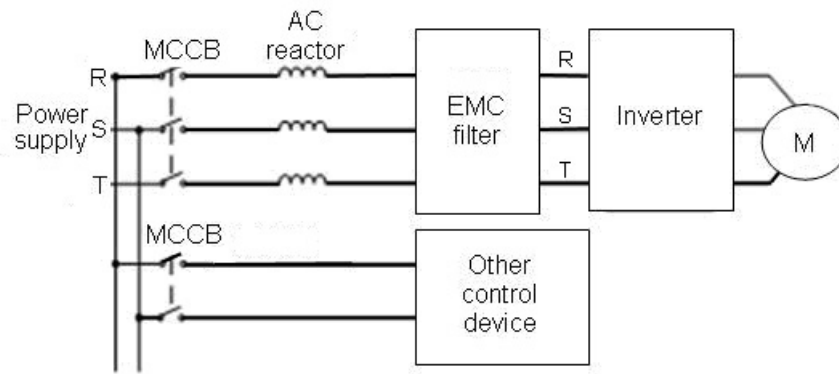 MCCB
AC
reactor
R
Power
supply
S
T
EMC
filter
R
S
T
Inverter
M
MCCB
Other
control
device